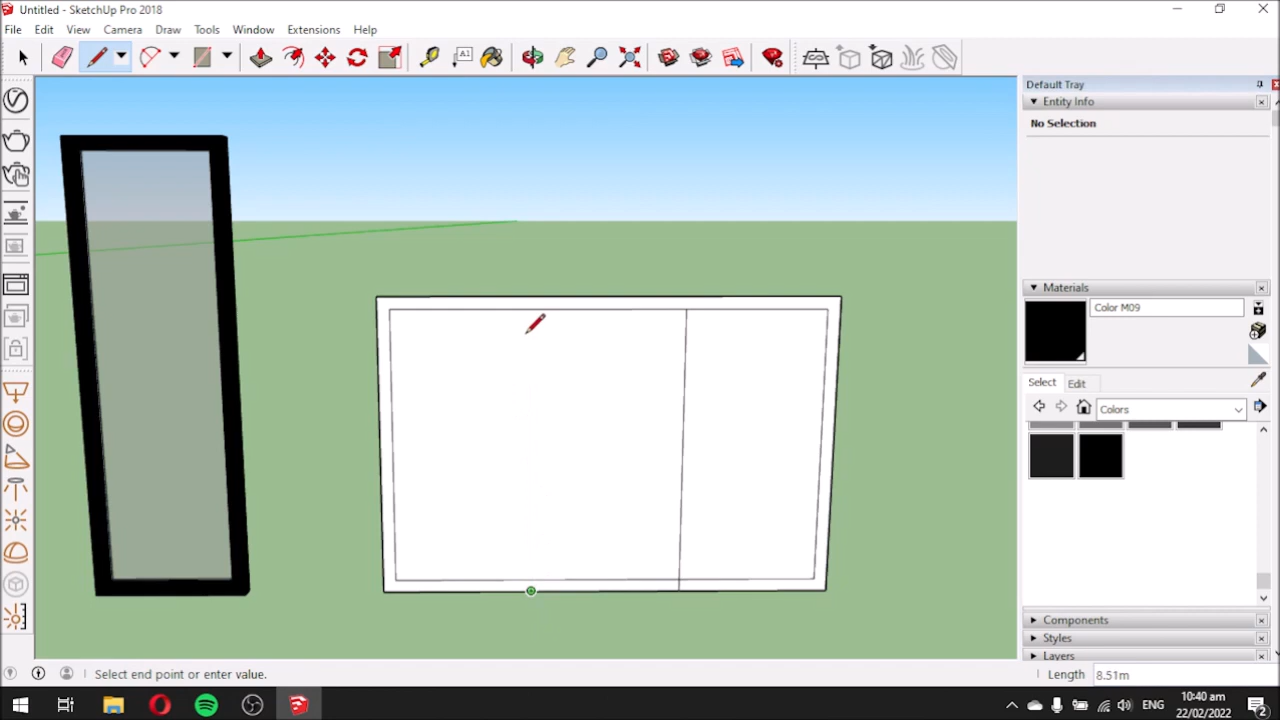 Untitled - SketchUp Pro 2018
File Edit View Camera Draw Tools Window Extensions Help
A1
Default Tray
Entity Info
No Selection
Materials
Color M09
Select Edit
Colors
Components
Styles
Layers
Select end point or enter value.
Length 8.51m
ENG
10:40 am
22/02/2022
2